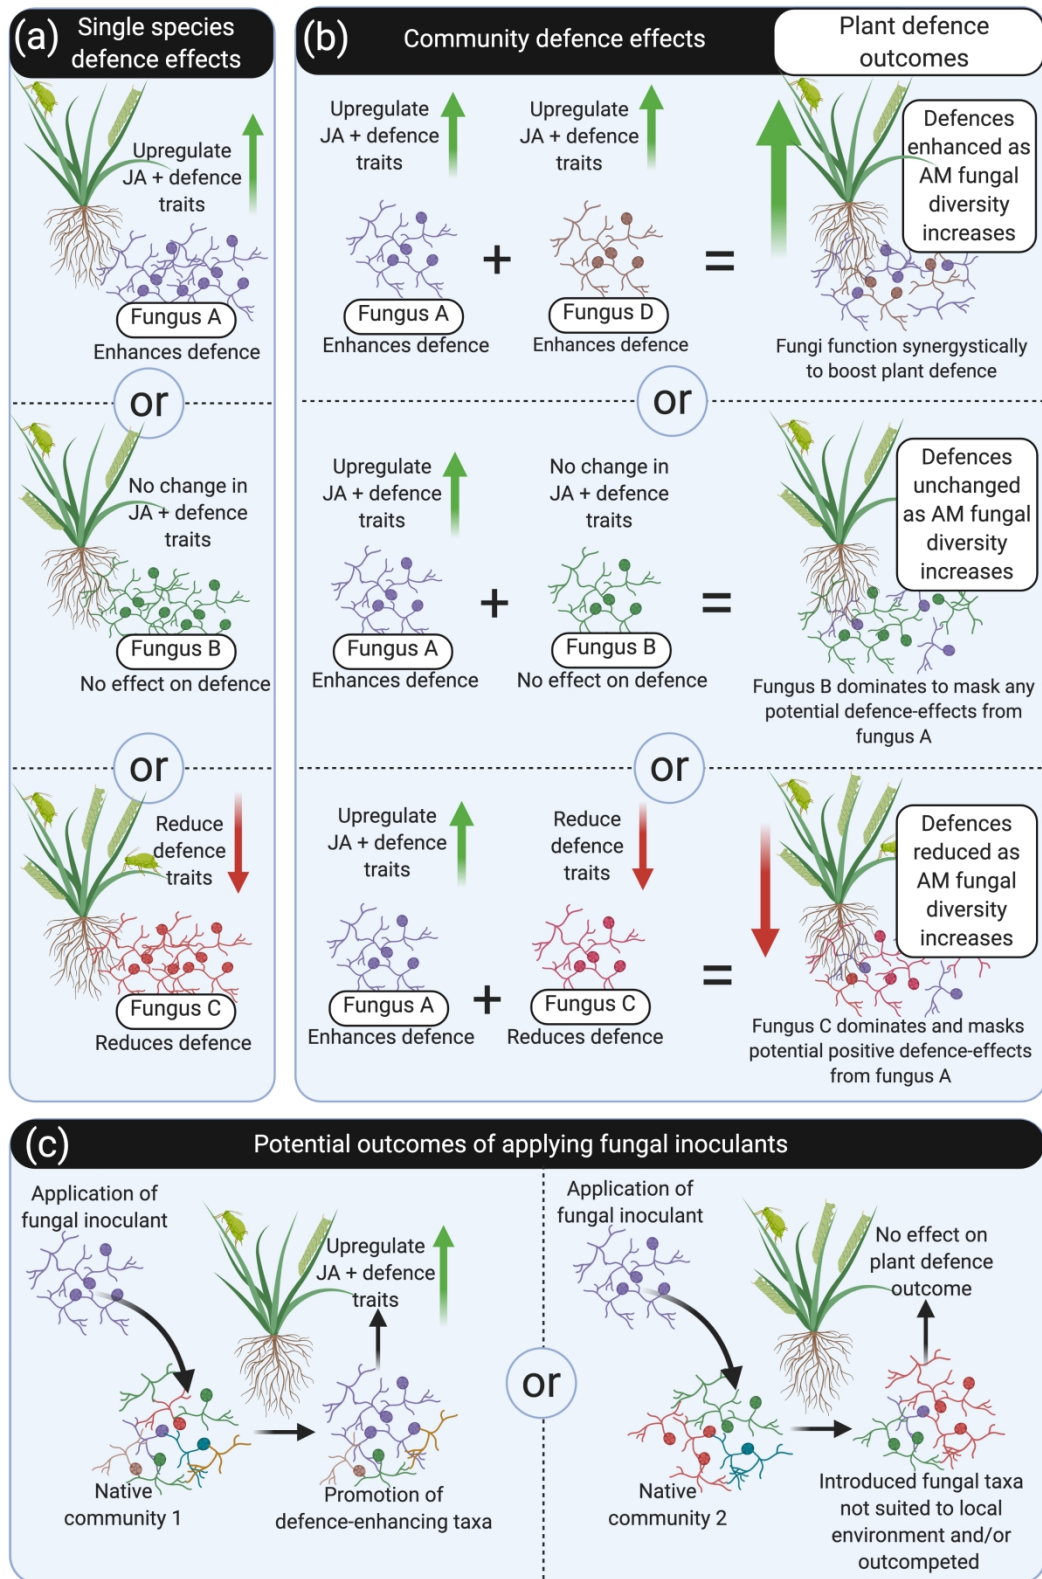 (a)
Single species
defence effects
Upregulate
JA + defence
traits
Fungus A
Enhances defence
or
No change in
JA + defence
traits
Fungus B
No effect on defence
or
Reduce
defence
traits
Fungus C
Reduces defence
(b)
Community defence effects
Plant defence
outcomes
Upregulate
JA + defence
traits
Upregulate
JA + defence
traits
Fungus A
Enhances defence
+
Fungus D
Enhances defence
=
Defences
enhanced as
AM fungal
diversity
increases
Fungi function synergystically
to boost plant defence
or
Upregulate
JA + defence
traits
No change in
JA + defence
traits
Fungus A
Enhances defence
+
Fungus B
No effect on defence
=
Defences
unchanged
as AM fungal
diversity
increases
Fungus B dominates to mask any
potential defence-effects from
fungus A
or
Upregulate
JA + defence
traits
Reduce
defence
traits
Fungus A
Enhances defence
+
Fungus C
Reduces defence
=
Defences
reduced as
AM fungal
diversity
increases
Fungus C dominates and masks
potential positive defence-effects
from fungus A
(c)
Potential outcomes of applying fungal inoculants
Application of
fungal inoculant
Upregulate
JA + defence
traits
Native
community 1
Promotion of
defence-enhancing taxa
or
Application of
fungal inoculant
No effect on
plant defence
outcome
Native
community 2
Introduced fungal taxa
not suited to local
environment and/or
outcompeted